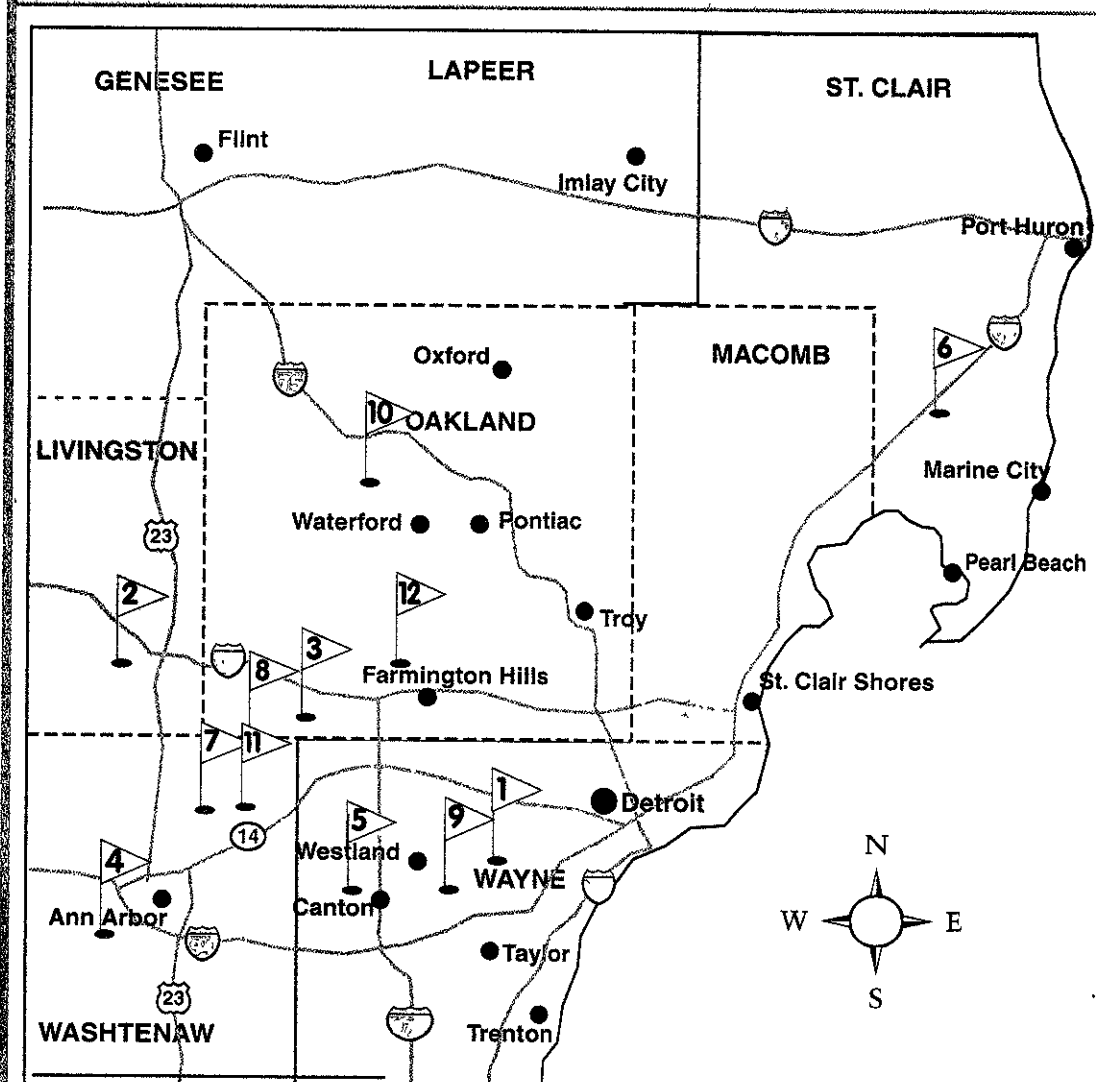 GENESEE
LAPEER
ST. CLAIR
Flint
Imlay City
Port Huron
Oxford
MACOMB
6
10
OAKLAND
LIVINGSTON
Marine City
23
Waterford
Pontiac
Pearl Beach
2
12
Troy
3
8
Farmington Hills
St. Clair Shores
7
11
1
Detroit
5
9
14
Westland
4
WAYNE
N
Ann Arbor
Canton
W
E
Taylor
23
S
WASHTENAW
Trenton